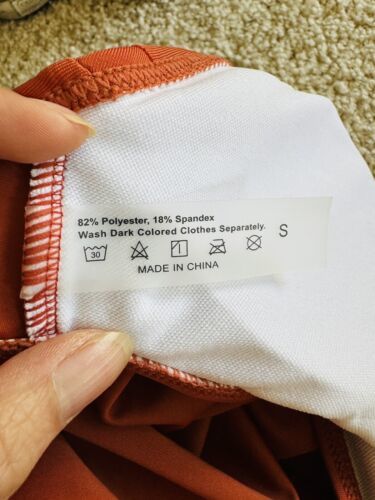 82% Polyester, 18% Spandex
Wash Dark Colored Clothes Separately.
S
30
MADE IN CHINA